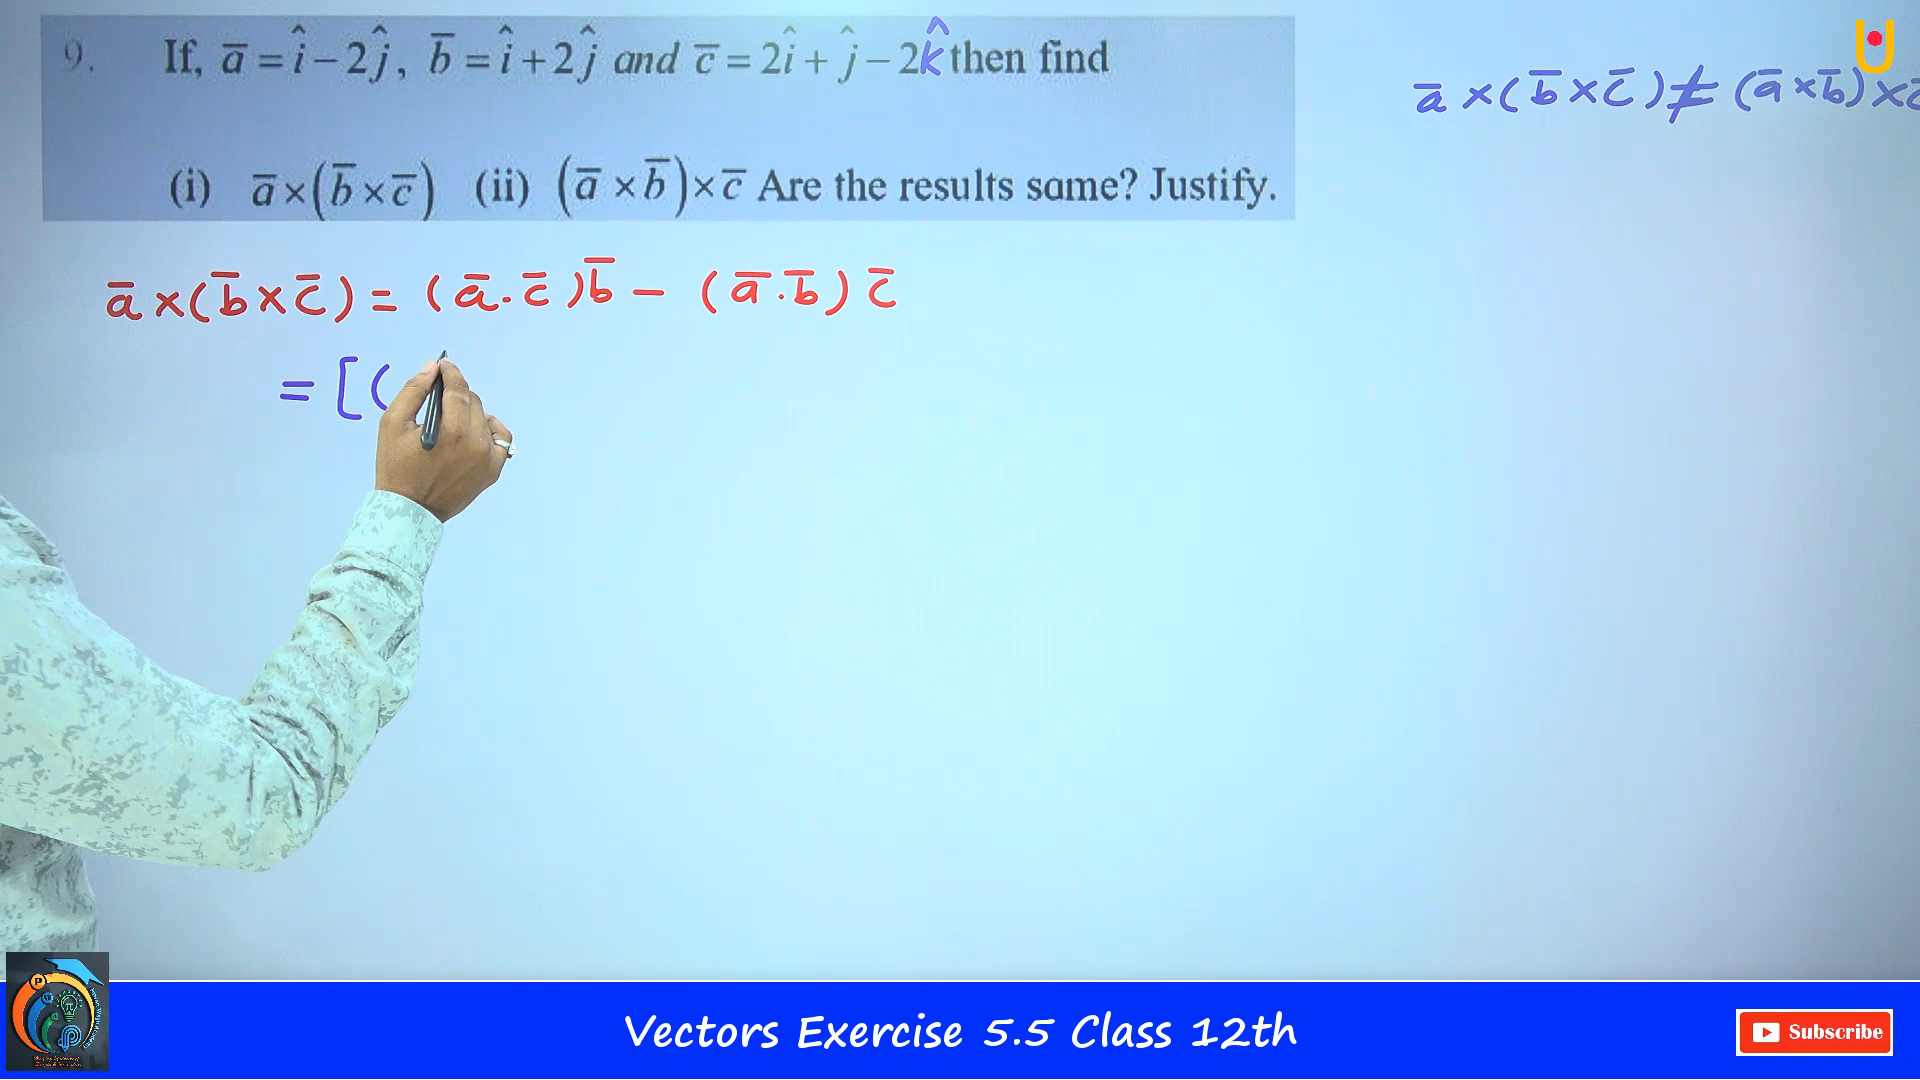 9. If, a̅ = î − 2ĵ, b̅ = î + 2ĵ and c̅ = 2î + ĵ − 2k̂ then find
a̅ × (b̅ × c̅) ≠ (a̅ × b̅) × c̅
(i) a̅ × (b̅ × c̅) (ii) (a̅ × b̅) × c̅ Are the results same? Justify.
a̅ × (b̅ × c̅) = (a̅ . c̅) b̅ − (a̅ . b̅) c̅
= [(
Vectors Exercise 5.5 Class 12th
Subscribe